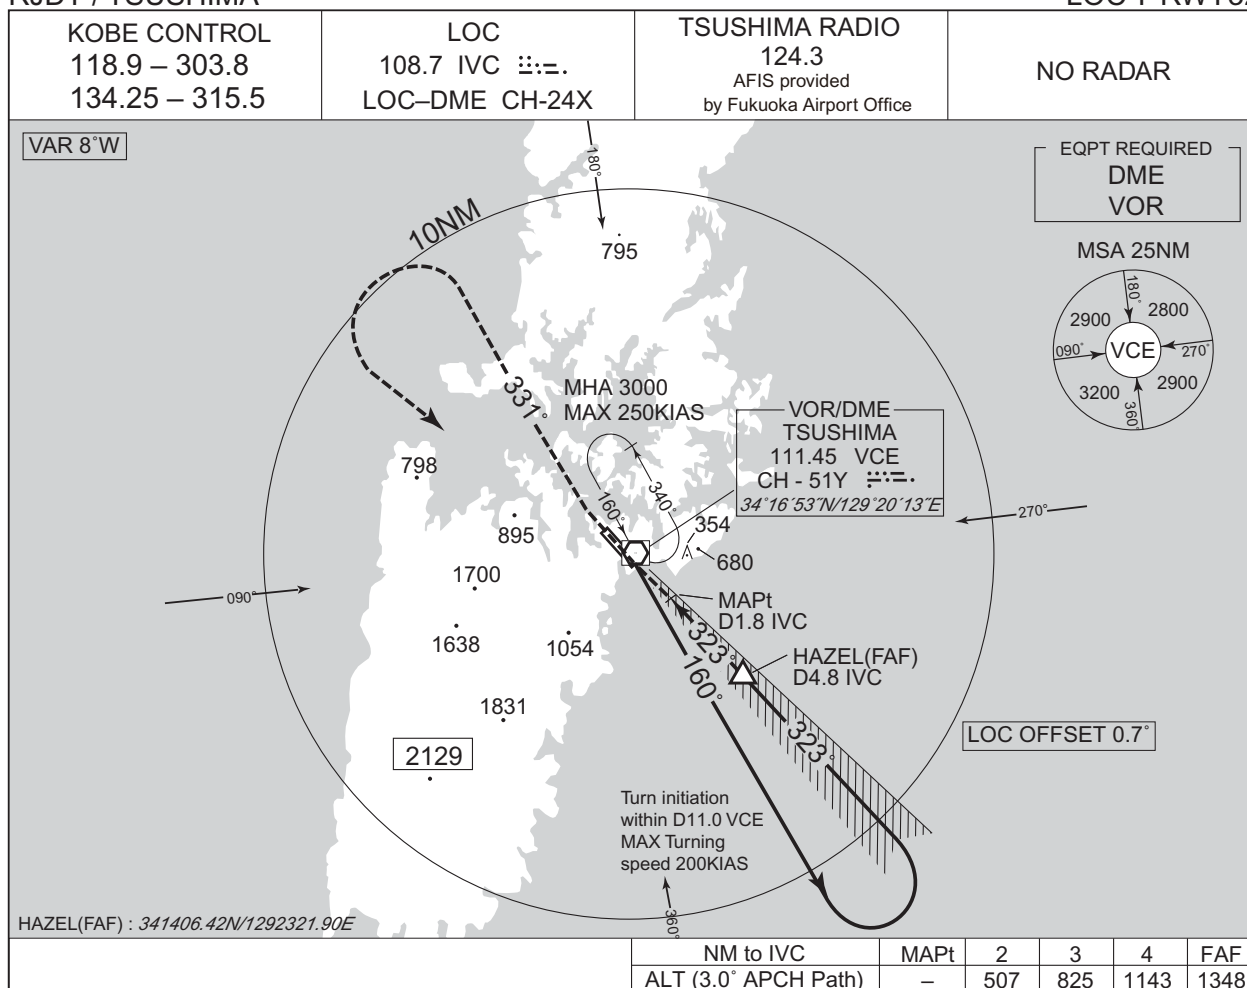 KOBE CONTROL
118.9 – 303.8
134.25 – 315.5
LOC
108.7 IVC
LOC–DME CH-24X
TSUSHIMA RADIO
124.3
AFIS provided
by Fukuoka Airport Office
NO RADAR
VAR 8°W
EQPT REQUIRED
DME
VOR
MSA 25NM
180°
2900
2800
090°
VCE
270°
3200
2900
360°
180°
10NM
795
331°
MHA 3000
MAX 250KIAS
VOR/DME
TSUSHIMA
111.45 VCE
CH - 51Y
34°16´53˝N/129°20´13˝E
798
160°
340°
895
354
680
270°
1700
090°
MAPt
D1.8 IVC
1638
1054
323°
HAZEL(FAF)
D4.8 IVC
160°
1831
323°
LOC OFFSET 0.7°
2129
Turn initiation
within D11.0 VCE
MAX Turning
speed 200KIAS
360°
HAZEL(FAF) : 341406.42N/1292321.90E
NM to IVC MAPt 2 3 4 FAF
ALT (3.0° APCH Path) – 507 825 1143 1348